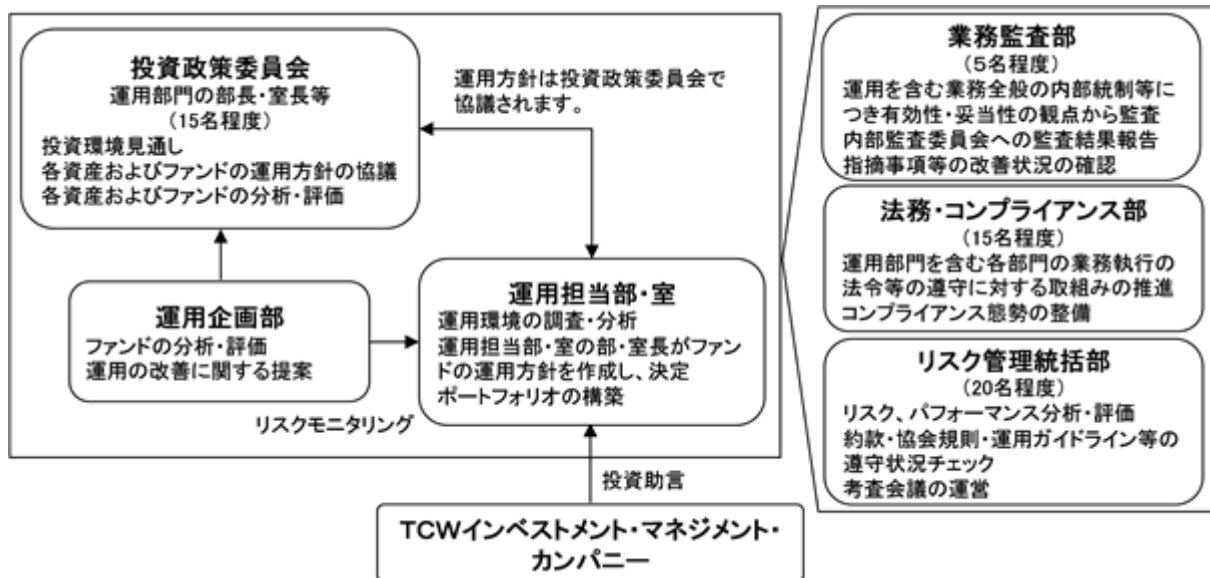 投資政策委員会
運用部門の部長・室長等
(15名程度)
投資環境見通し
各資産およびファンドの運用方針の協議
各資産およびファンドの分析・評価
運用方針は投資政策委員会で
協議されます。
運用企画部
ファンドの分析・評価
運用の改善に関する提案
リスクモニタリング
運用担当部・室
運用環境の調査・分析
運用担当部・室の部・室長がファン
ドの運用方針を作成し、決定
ポートフォリオの構築
投資助言
TCWインベストメント・マネジメント・
カンパニー
業務監査部
(5名程度)
運用を含む業務全般の内部統制等に
つき有効性・妥当性の観点から監査
内部監査委員会への監査結果報告
指摘事項等の改善状況の確認
法務・コンプライアンス部
(15名程度)
運用部門を含む各部門の業務執行の
法令等の遵守に対する取組みの推進
コンプライアンス態勢の整備
リスク管理統括部
(20名程度)
リスク、パフォーマンス分析・評価
約款・協会規則・運用ガイドライン等の
遵守状況チェック
考査会議の運営